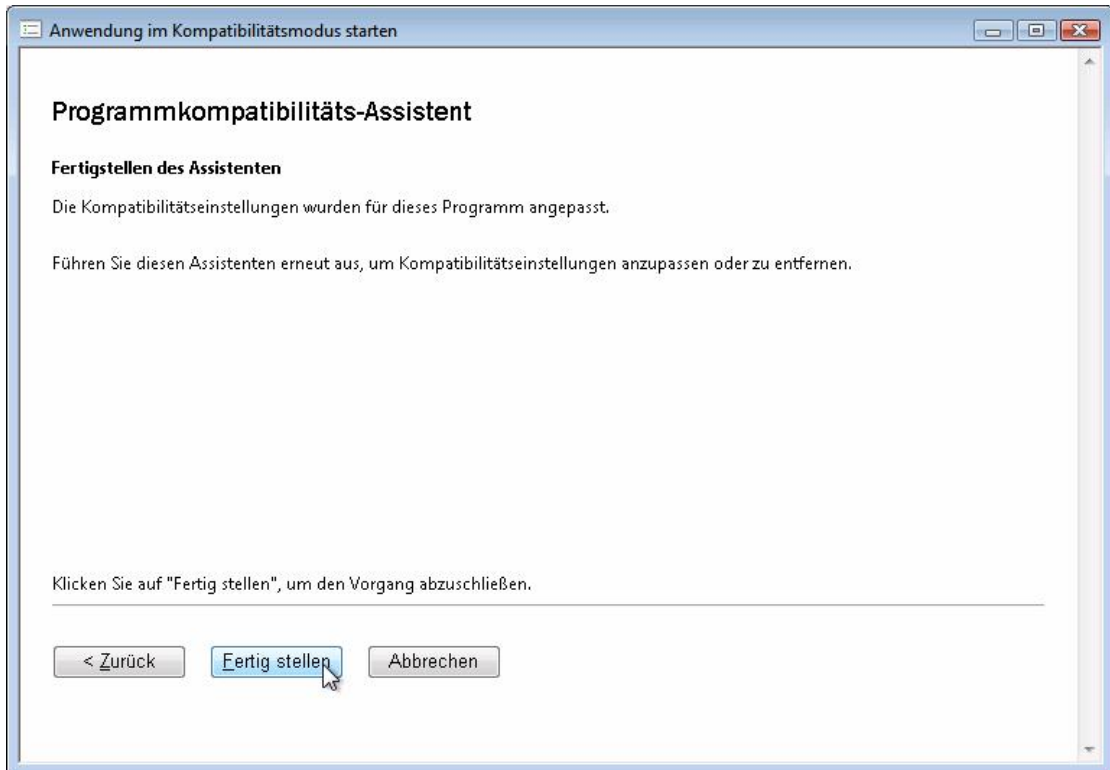 Anwendung im Kompatibilitätsmodus starten
Programmkompatibilitäts-Assistent
Fertigstellen des Assistenten
Die Kompatibilitätseinstellungen wurden für dieses Programm angepasst.
Führen Sie diesen Assistenten erneut aus, um Kompatibilitätseinstellungen anzupassen oder zu entfernen.
Klicken Sie auf "Fertig stellen", um den Vorgang abzuschließen.
< Zurück Fertig stellen Abbrechen